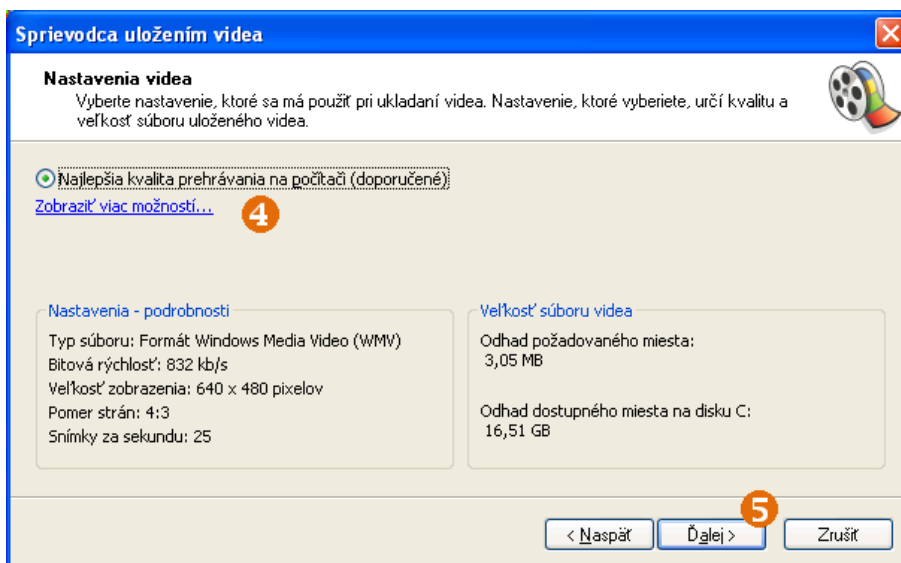 Sprievodca uložením videa
Nastavenia videa
Vyberte nastavenie, ktoré sa má použiť pri ukladaní videa. Nastavenie, ktoré vyberiete, určí kvalitu a
veľkosť súboru uloženého videa.
Najlepšia kvalita prehrávania na počítači (doporučené)
Zobraziť viac možností...
4
Nastavenia - podrobnosti
Typ súboru: Formát Windows Media Video (WMV)
Bitová rýchlosť: 832 kb/s
Veľkosť zobrazenia: 640 x 480 pixelov
Pomer strán: 4:3
Snímky za sekundu: 25
Veľkosť súboru videa
Odhad požadovaného miesta:
3,05 MB
Odhad dostupného miesta na disku C:
16,51 GB
5
< Naspäť
Ďalej >
Zrušiť